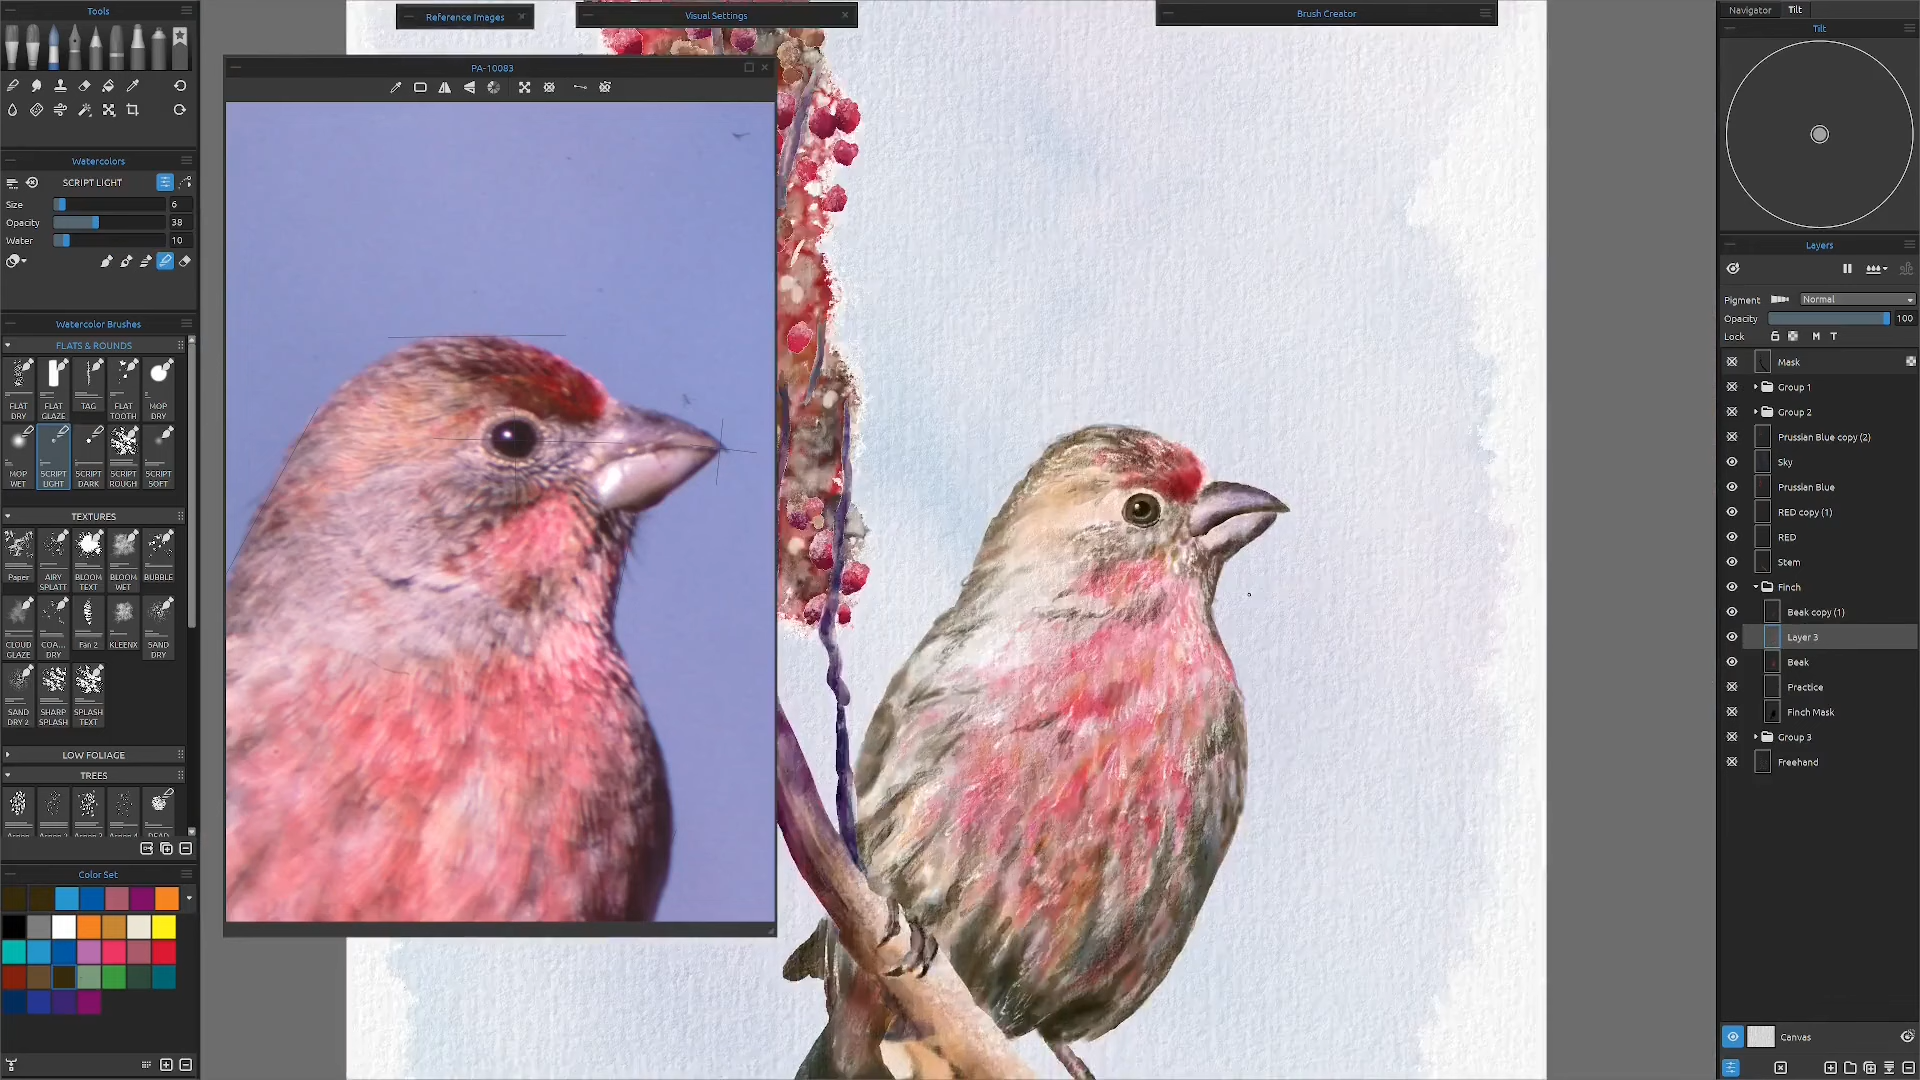 Tools
Reference Images
Visual Settings
Brush Creator
Navigator
Tilt
Tilt
PA-10083
Watercolors
SCRIPT LIGHT
Size 6
Opacity 38
Water 10
Watercolor Brushes
FLATS & ROUNDS
FLAT DRY
FLAT GLAZE
TAG
FLAT TOOTH
MOP DRY
MOP WET
SCRIPT LIGHT
SCRIPT DARK
SCRIPT ROUGH
SCRIPT SOFT
TEXTURES
Paper
AIRY SPLATT
BLOOM TEXT
BLOOM WET
BUBBLE
CLOUD GLAZE
COA... DRY
Fan 2
KLEENX
SAND DRY
SAND DRY 2
SHARP SPLASH
SPLASH TEXT
LOW FOLIAGE
TREES
Color Set
Layers
Pigment Normal
Opacity 100
Lock M T
Mask
Group 1
Group 2
Prussian Blue copy (2)
Sky
Prussian Blue
RED copy (1)
RED
Stem
Finch
Beak copy (1)
Layer 3
Beak
Practice
Finch Mask
Group 3
Freehand
Canvas